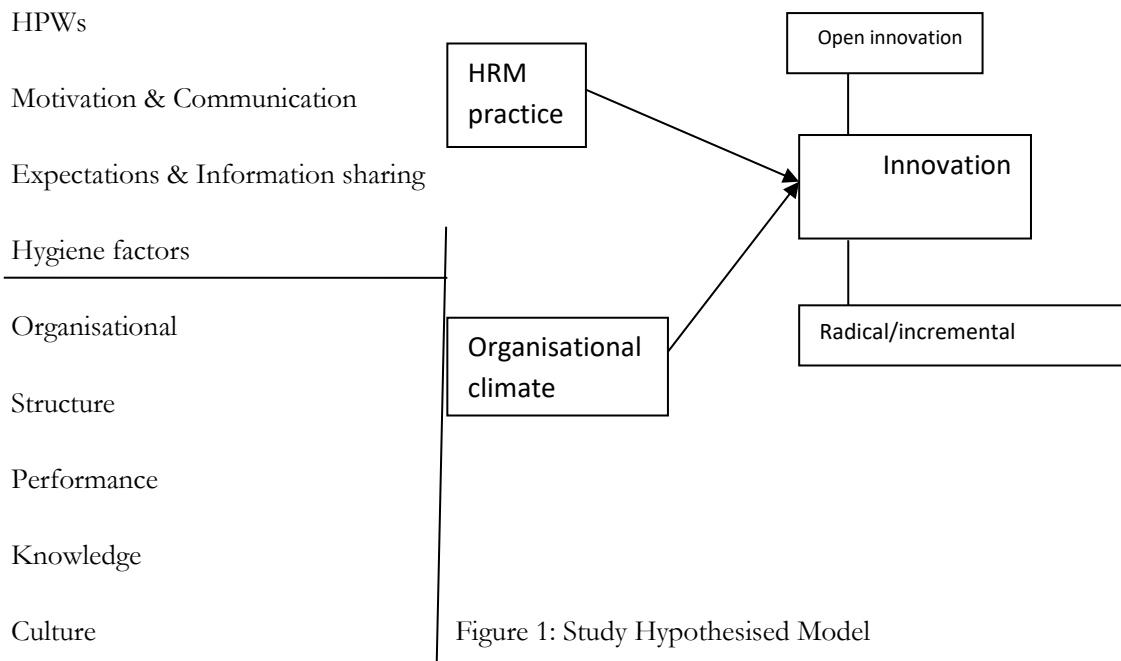 HPWs
Motivation & Communication
Expectations & Information sharing
Hygiene factors
Organisational
Structure
Performance
Knowledge
Culture
HRM
practice
Organisational
climate
Open innovation
Innovation
Radical/incremental
Figure 1: Study Hypothesised Model